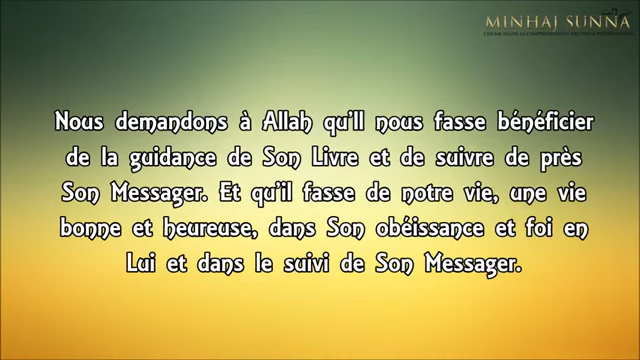 MINHAJ SUNNA
Nous demandons à Allah qu'Il nous fasse bénéficier
de la guidance de Son Livre et de suivre de près
Son Messager. Et qu'il fasse de notre vie, une vie
bonne et heureuse, dans Son obéissance et foi en
Lui et dans le suivi de Son Messager.